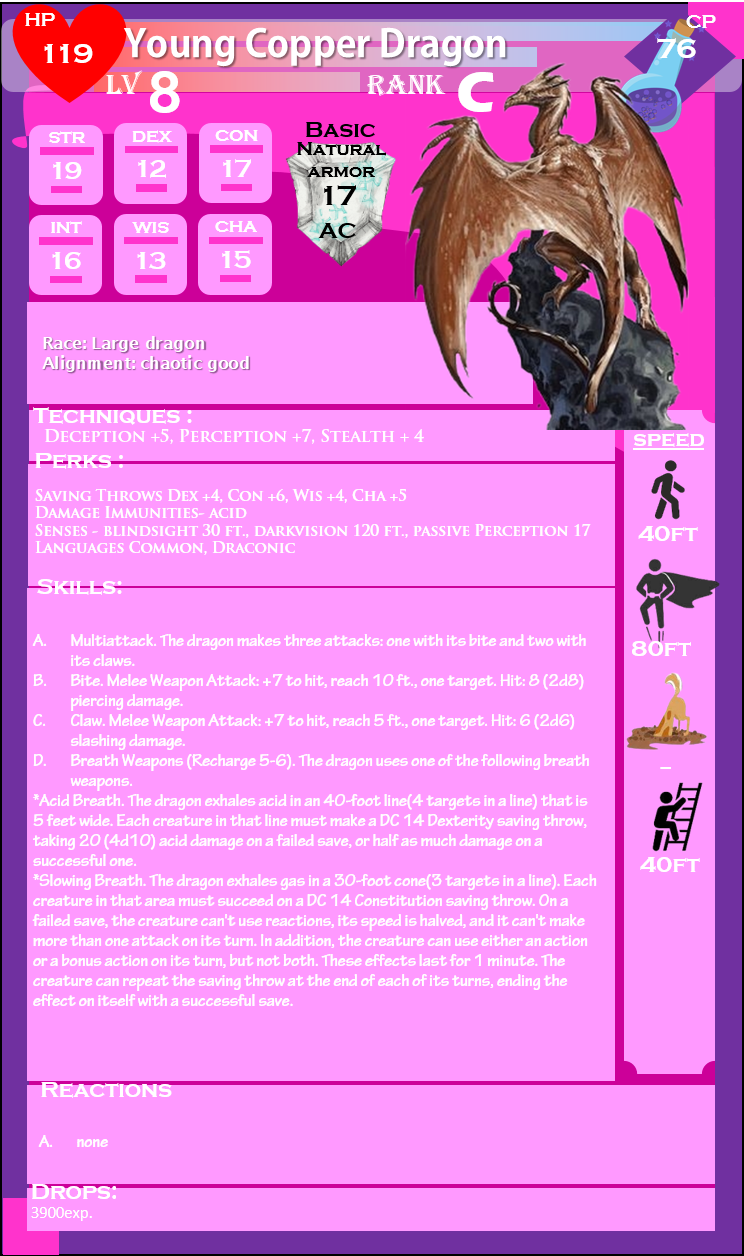 HP
119
Young Copper Dragon
CP
76
LV 8
RANK C
STR
19
DEX
12
CON
17
INT
16
WIS
13
CHA
15
BASIC
NATURAL
ARMOR
17
AC
Race: Large dragon
Alignment: chaotic good
TECHNIQUES :
DECEPTION +5, PERCEPTION +7, STEALTH + 4
PERKS :
SAVING THROWS DEX +4, CON +6, WIS +4, CHA +5
DAMAGE IMMUNITIES- ACID
SENSES - BLINDSIGHT 30 FT., DARKVISION 120 FT., PASSIVE PERCEPTION 17
LANGUAGES COMMON, DRACONIC
SKILLS:
A. Multiattack. The dragon makes three attacks: one with its bite and two with
its claws.
B. Bite. Melee Weapon Attack: +7 to hit, reach 10 ft., one target. Hit: 8 (2d8)
piercing damage.
C. Claw. Melee Weapon Attack: +7 to hit, reach 5 ft., one target. Hit: 6 (2d6)
slashing damage.
D. Breath Weapons (Recharge 5-6). The dragon uses one of the following breath
weapons.
*Acid Breath. The dragon exhales acid in an 40-foot line(4 targets in a line) that is
5 feet wide. Each creature in that line must make a DC 14 Dexterity saving throw,
taking 20 (4d10) acid damage on a failed save, or half as much damage on a
successful one.
*Slowing Breath. The dragon exhales gas in a 30-foot cone(3 targets in a line). Each
creature in that area must succeed on a DC 14 Constitution saving throw. On a
failed save, the creature can't use reactions, its speed is halved, and it can't make
more than one attack on its turn. In addition, the creature can use either an action
or a bonus action on its turn, but not both. These effects last for 1 minute. The
creature can repeat the saving throw at the end of each of its turns, ending the
effect on itself with a successful save.
SPEED
40FT
80FT
–
40FT
REACTIONS
A. none
DROPS:
3900exp.